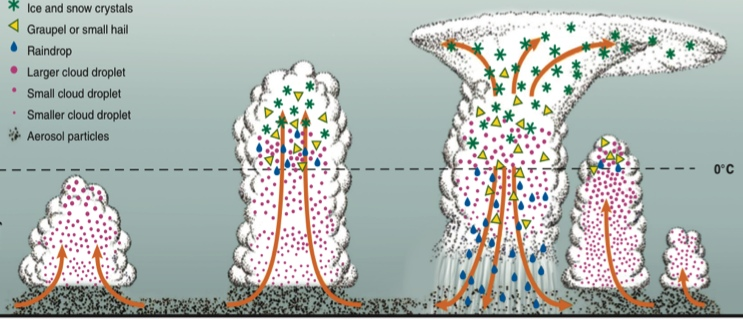 Ice and snow crystals
Graupel or small hail
Raindrop
Larger cloud droplet
Small cloud droplet
Smaller cloud droplet
Aerosol particles
0°C